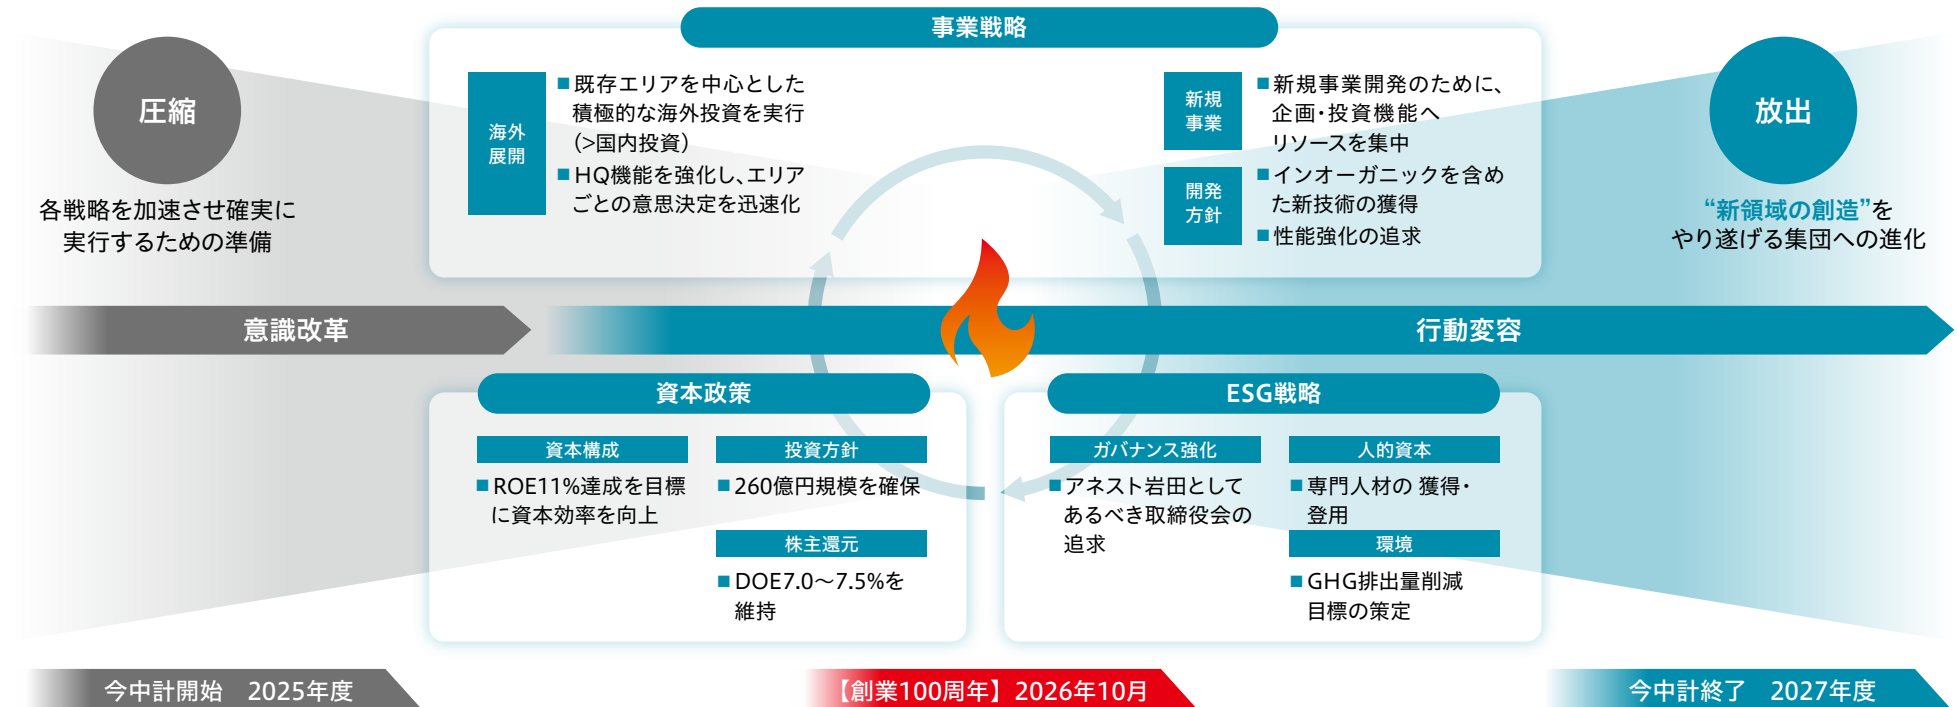 圧縮
各戦略を加速させ確実に
実行するための準備
事業戦略
海外
展開
■既存エリアを中心とした
積極的な海外投資を実行
(>国内投資)
■HQ機能を強化し、エリア
ごとの意思決定を迅速化
新規
事業
■新規事業開発のために、
企画・投資機能へ
リソースを集中
開発
方針
■インオーガニックを含め
た新技術の獲得
■性能強化の追求
放出
“新領域の創造”を
やり遂げる集団への進化
意識改革
行動変容
資本政策
資本構成
■ROE11%達成を目標
に資本効率を向上
投資方針
■260億円規模を確保
株主還元
■DOE7.0～7.5%を
維持
ESG戦略
ガバナンス強化
■アネスト岩田として
あるべき取締役会の
追求
人的資本
■専門人材の 獲得・
登用
環境
■GHG排出量削減
目標の策定
今中計開始　2025年度
【創業100周年】2026年10月
今中計終了　2027年度